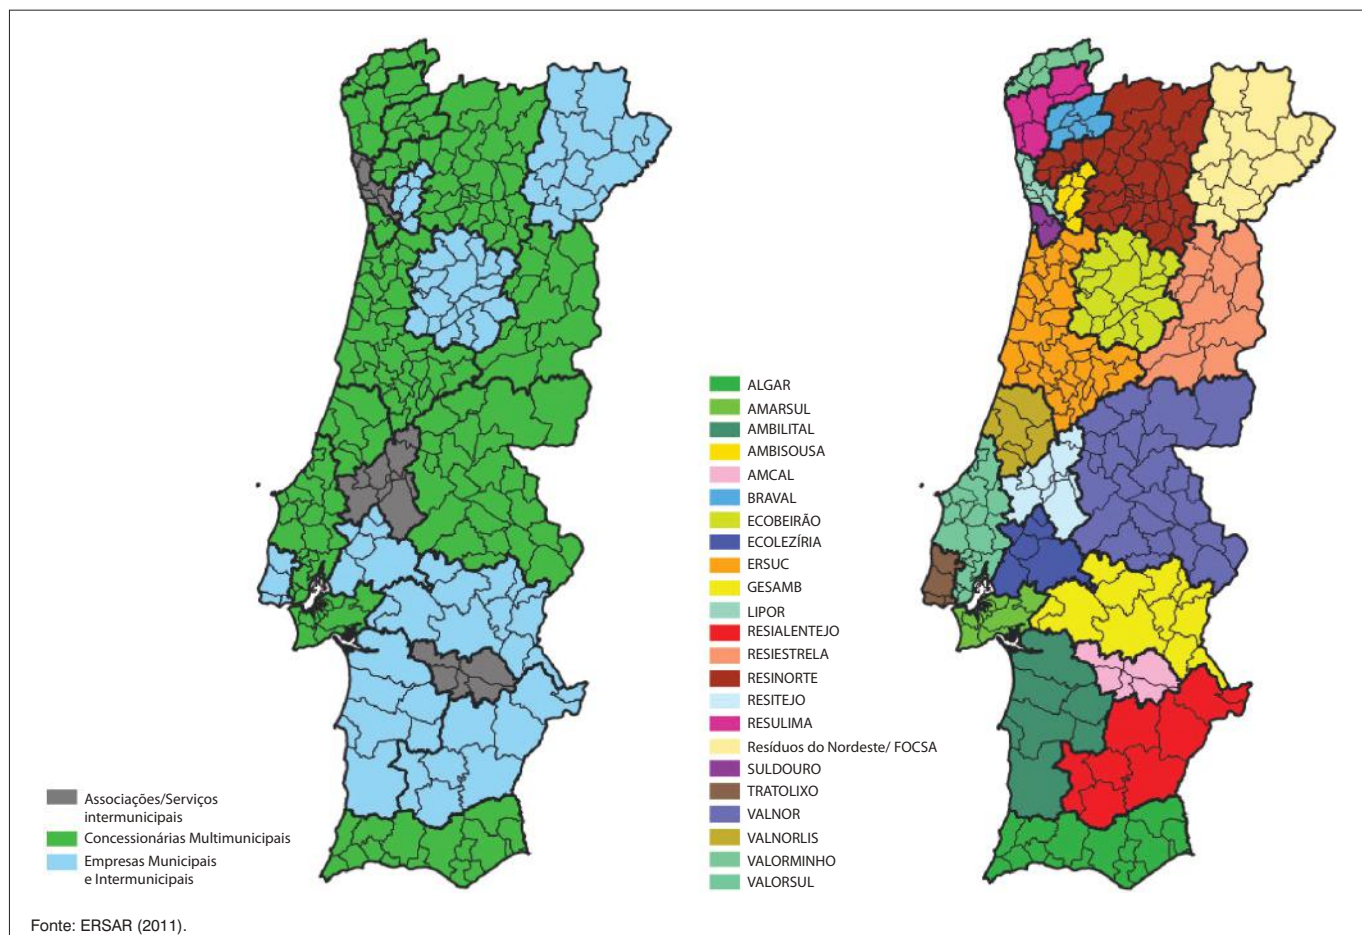 Associações/Serviços
intermunicipais
Concessionárias Multimunicipais
Empresas Municipais
e Intermunicipais
ALGAR
AMARSUL
AMBILITAL
AMBISOUSA
AMCAL
BRAVAL
ECOBEIRÃO
ECOLEZÍRIA
ERSUC
GESAMB
LIPOR
RESIALENTEJO
RESIESTRELA
RESINORTE
RESITEJO
RESULIMA
Resíduos do Nordeste/ FOCSA
SULDOURO
TRATOLIXO
VALNOR
VALNORLIS
VALORMINHO
VALORSUL
Fonte: ERSAR (2011).